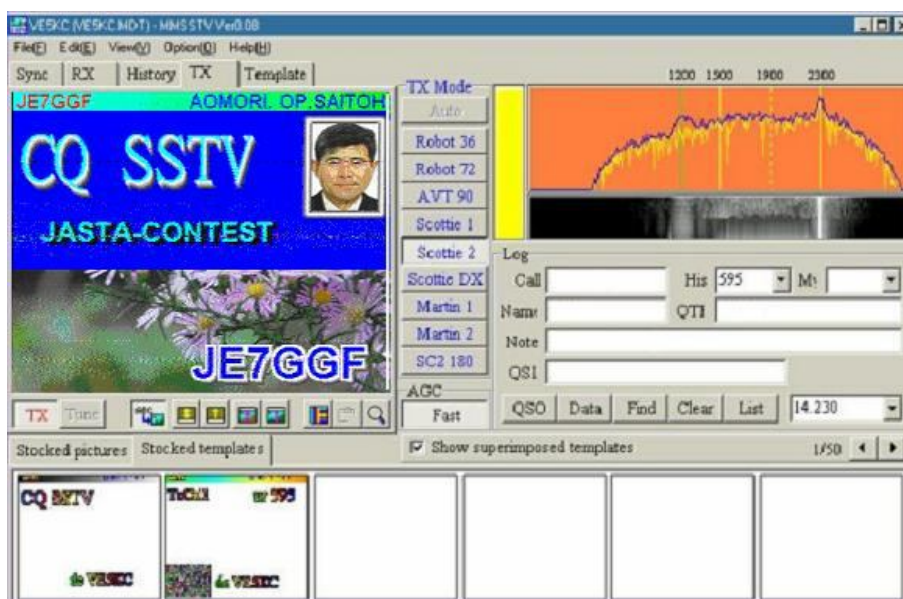 VE5KC (VE5KC.MDT) - MMSSTV Ver0.08
File(F) Edit(E) View(V) Option(O) Help(H)
Sync RX History TX Template
JE7GGF AOMORI. OP.SAITOH
CQ SSTV
JASTA-CONTEST
JE7GGF
TX Mode
Auto
Robot 36
Robot 72
AVT 90
Scottie 1
Scottie 2
Scottie DX
Martin 1
Martin 2
SC2 180
AGC
Fast
1200 1500 1900 2300
Log
Call His 595 My
Name QTH
Note
QSL
QSO Data Find Clear List 14.230
TX Tune
Stocked pictures Stocked templates
Show superimposed templates 1/50
CQ SSTV
de VE5KC
ur 595
de VE5KC